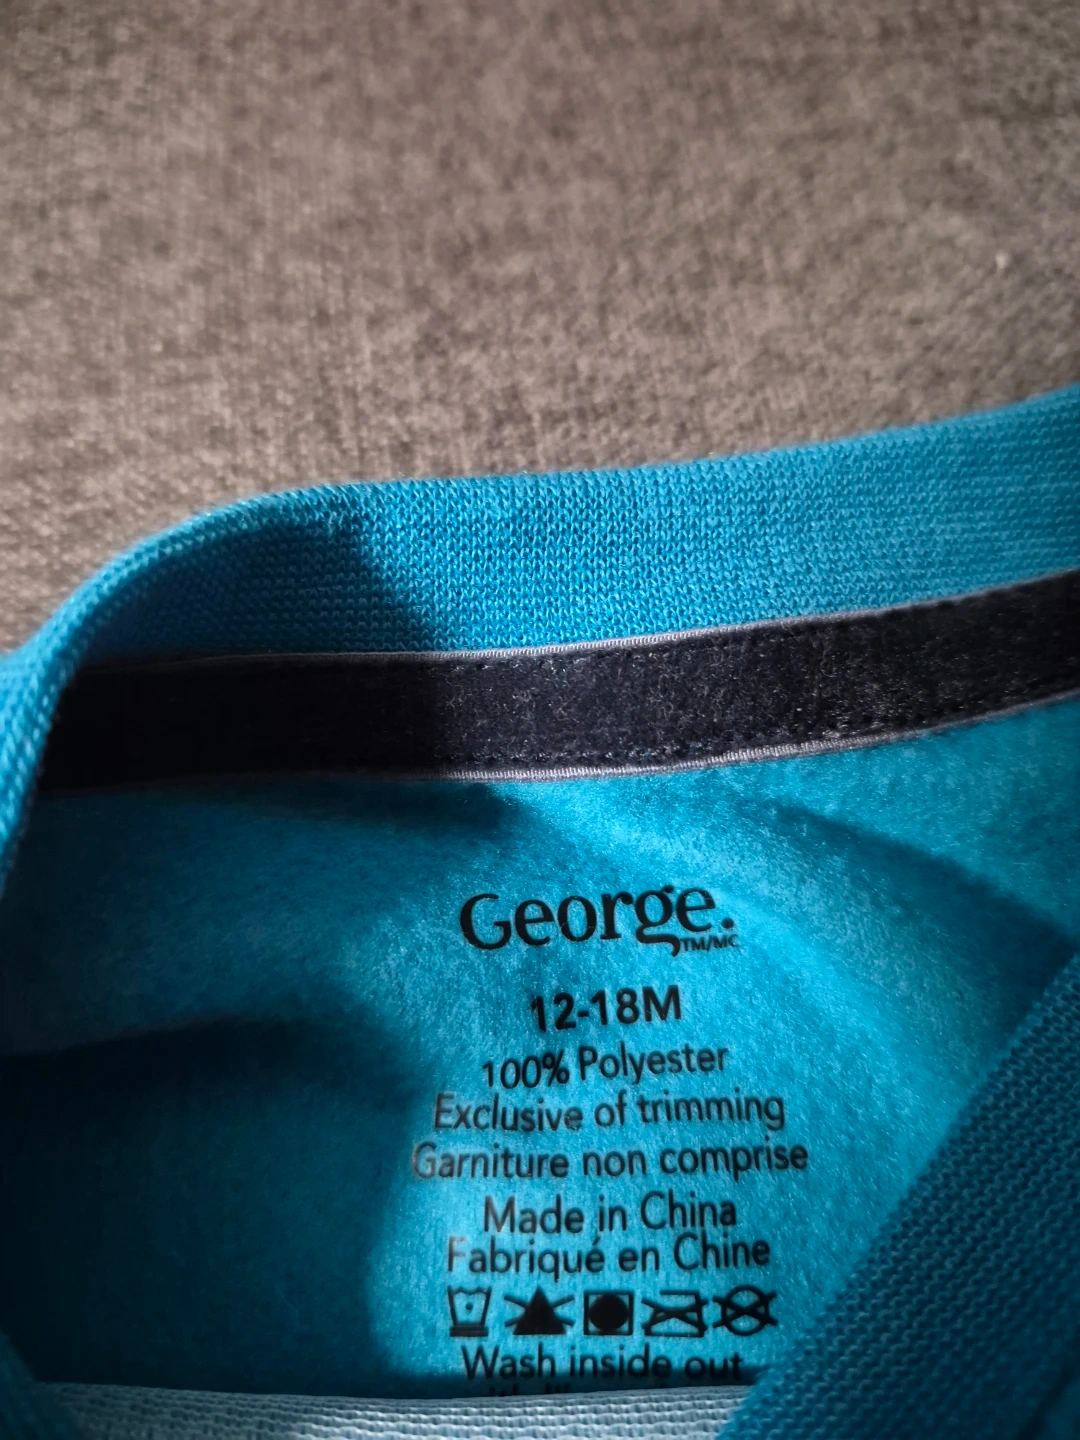 George.
TM/MC
12-18M
100% Polyester
Exclusive of trimming
Garniture non comprise
Made in China
Fabriqué en Chine
Wash inside out